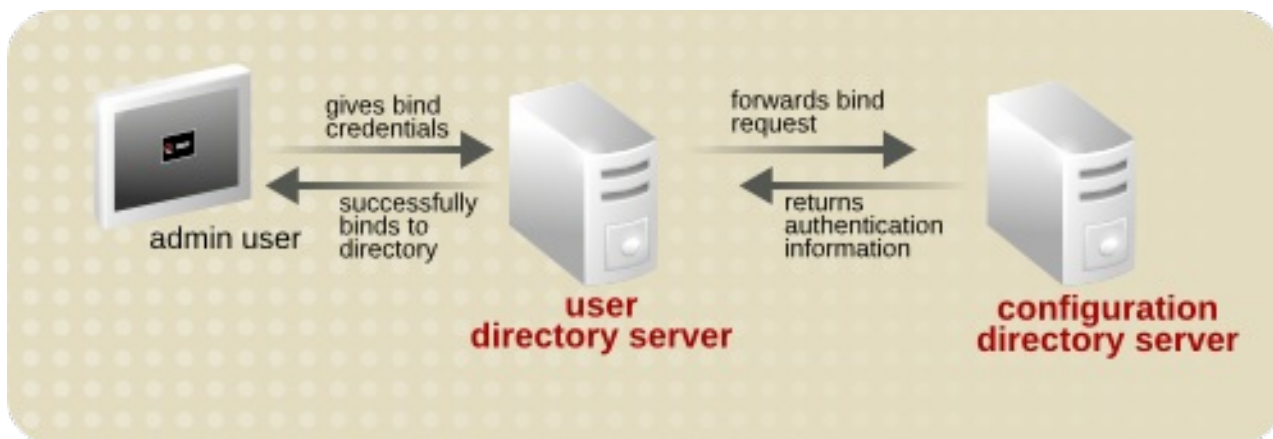 gives bind
credentials
forwards bind
request
successfully
binds to
directory
returns
authentication
information
admin user
user
directory server
configuration
directory server